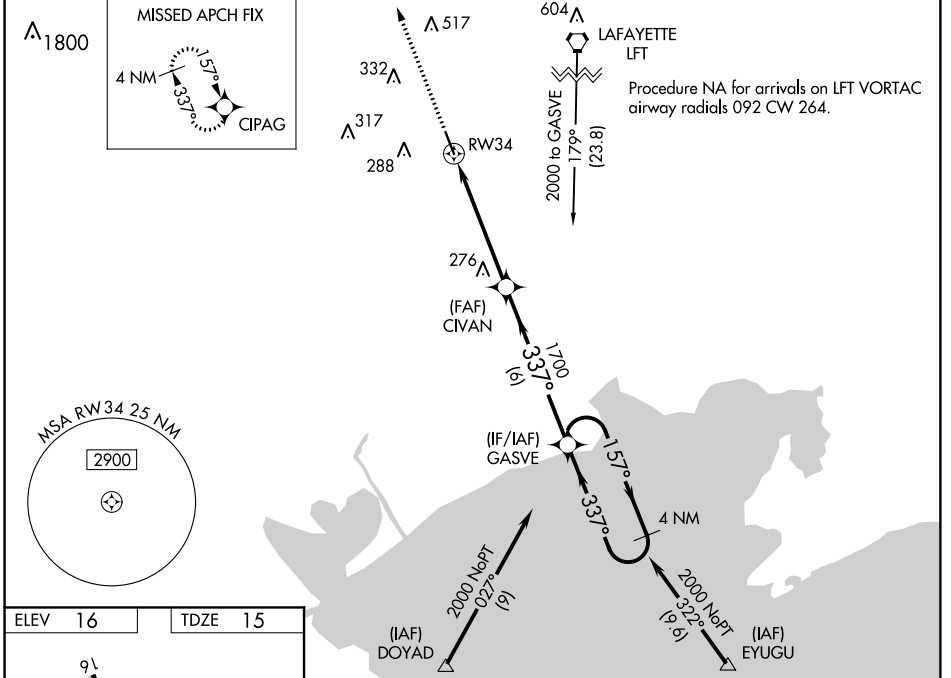 1800
MISSED APCH FIX
4 NM
157°
337°
CIPAG
517
332
317
288
RW34
604
LAFAYETTE
LFT
Procedure NA for arrivals on LFT VORTAC
airway radials 092 CW 264.
2000 to GASVE
179°
(23.8)
276
(FAF)
CIVAN
1700
337°
(6)
(IF/IAF)
GASVE
157°
337°
4 NM
MSA RW34 25 NM
2900
2000 NoPT
027°
(9)
2000 NoPT
322°
(9.6)
(IAF)
DOYAD
(IAF)
EYUGU
ELEV 16
TDZE 15
16